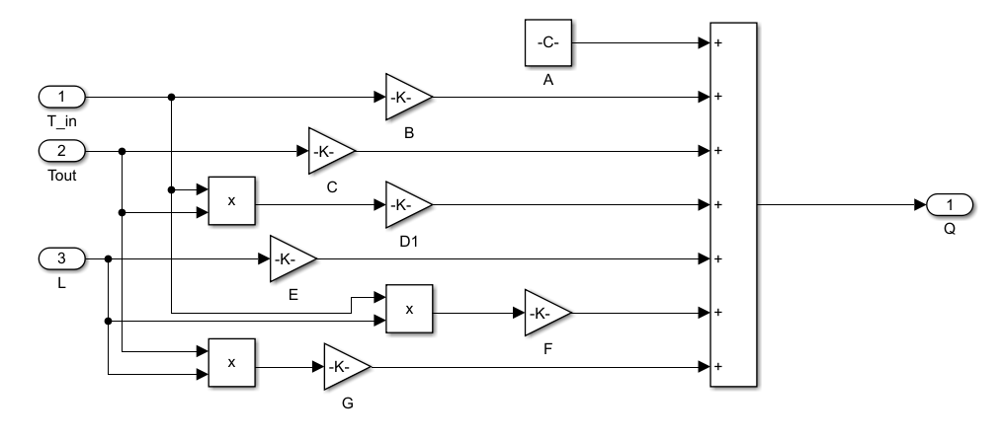 -C-
+
A
1
-K-
+
T_in
B
2
-K-
+
Tout
C
x
-K-
+
1
D1
Q
3
-K-
+
L
E
x
-K-
+
F
x
-K-
+
G